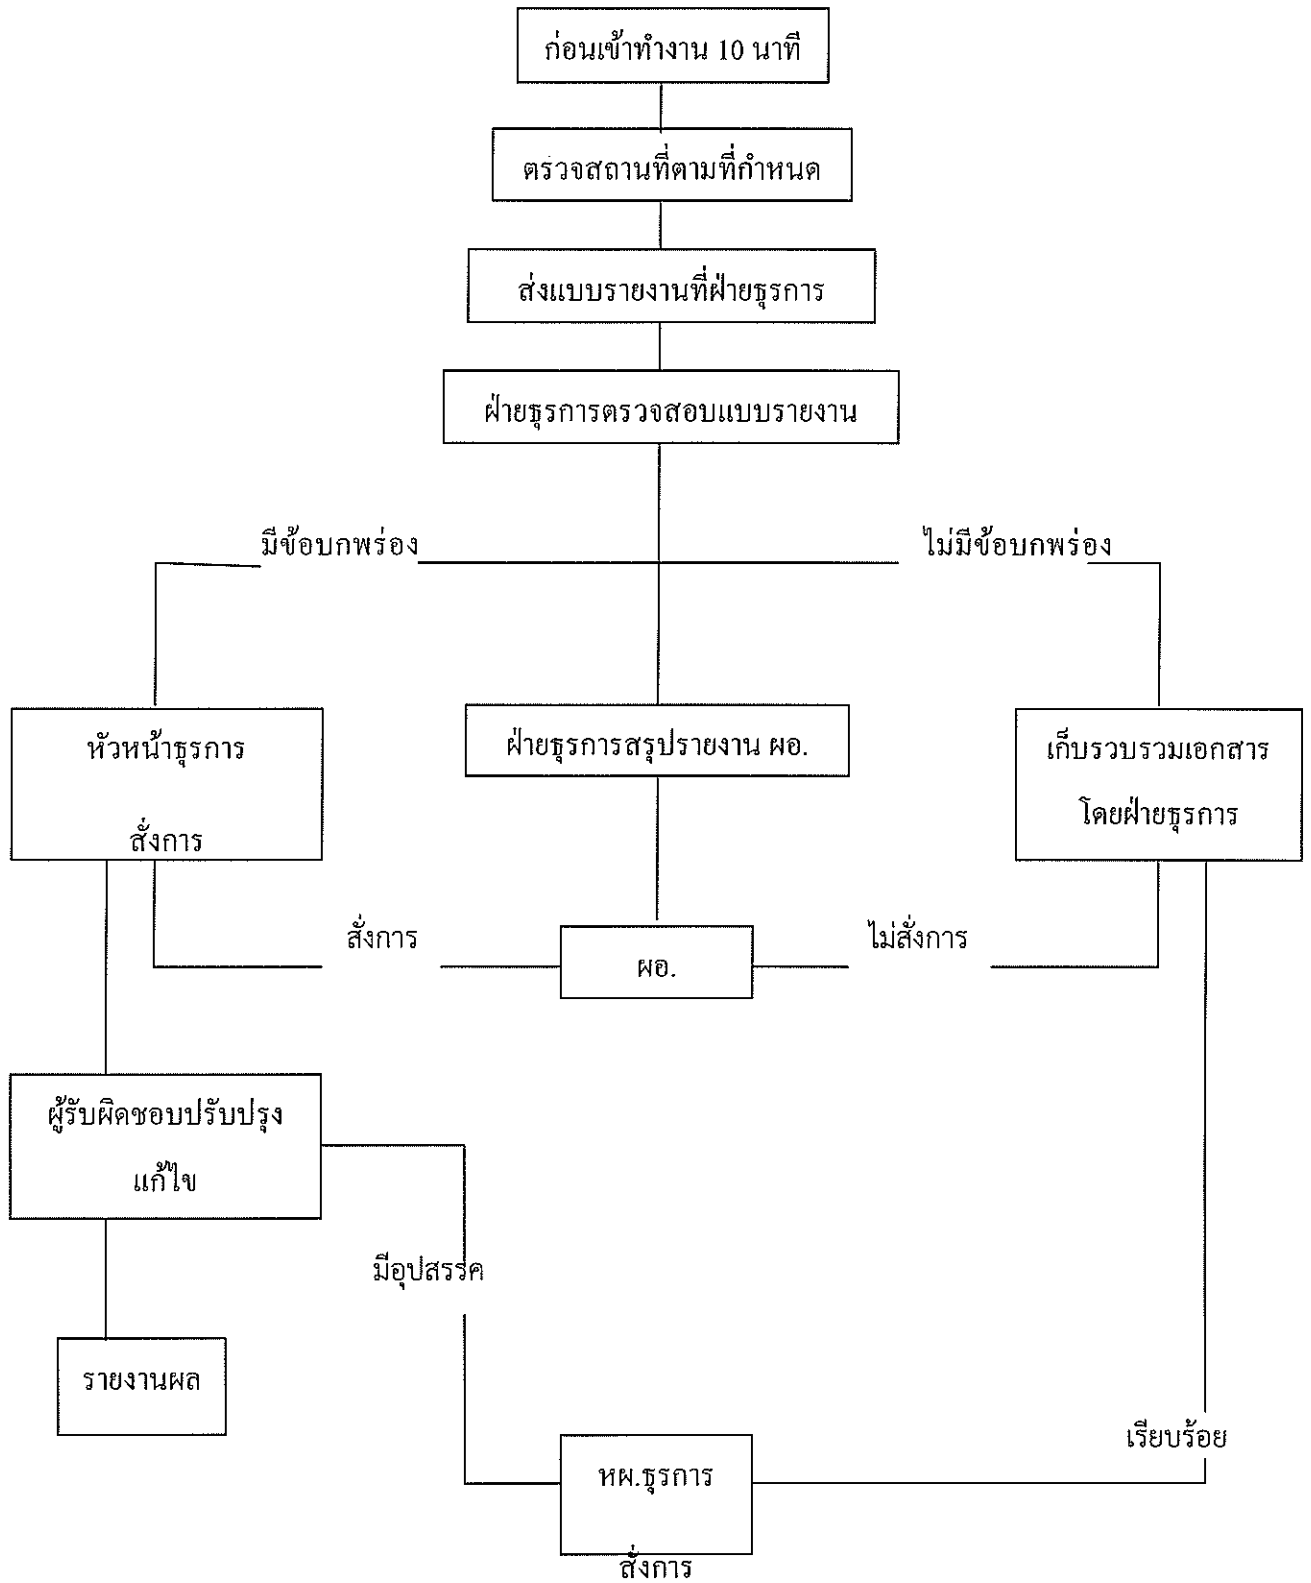 ก่อนเข้าทำงาน 10 นาที
ตรวจสถานที่ตามที่กำหนด
ส่งแบบรายงานที่ฝ่ายธุรการ
ฝ่ายธุรการตรวจสอบแบบรายงาน
มีข้อบกพร่อง
ไม่มีข้อบกพร่อง
หัวหน้าธุรการ
สั่งการ
ฝ่ายธุรการสรุปรายงาน ผอ.
เก็บรวบรวมเอกสาร
โดยฝ่ายธุรการ
สั่งการ
ผอ.
ไม่สั่งการ
ผู้รับผิดชอบปรับปรุง
แก้ไข
มีอุปสรรค
รายงานผล
เรียบร้อย
หผ.ธุรการ
สั่งการ